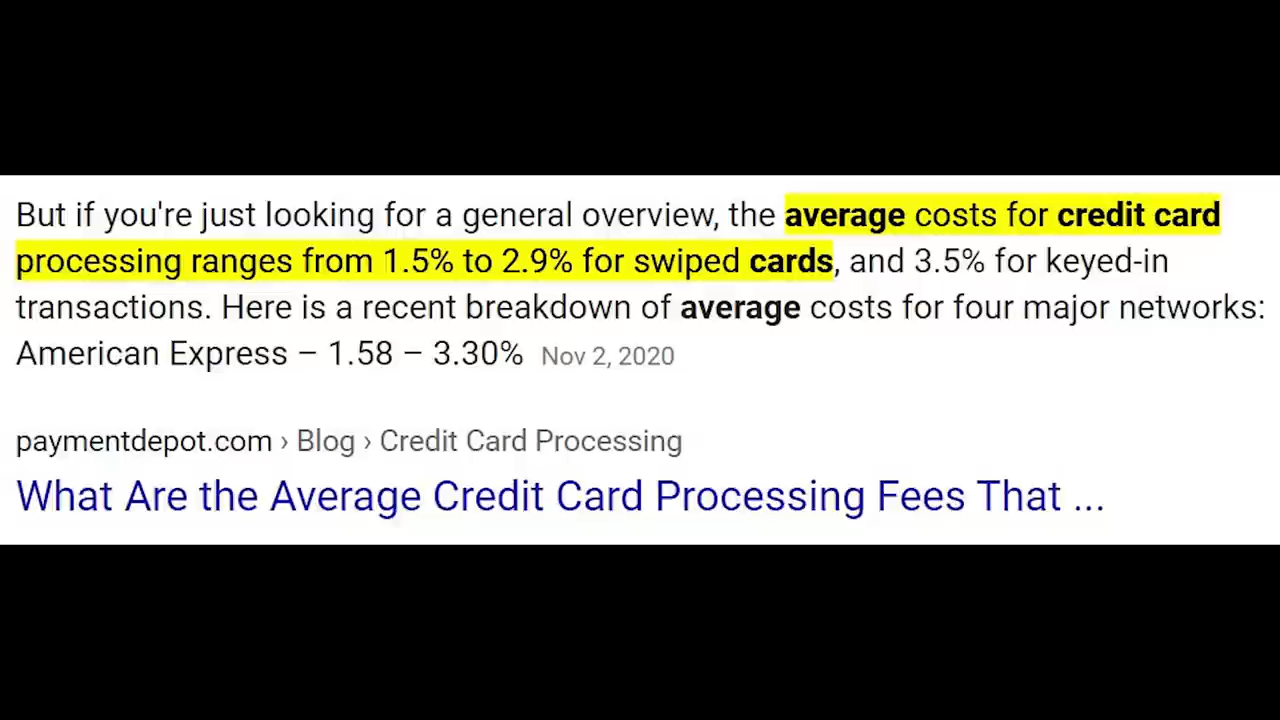 But if you're just looking for a general overview, the average costs for credit card
processing ranges from 1.5% to 2.9% for swiped cards, and 3.5% for keyed-in
transactions. Here is a recent breakdown of average costs for four major networks:
American Express – 1.58 – 3.30% Nov 2, 2020
paymentdepot.com › Blog › Credit Card Processing
What Are the Average Credit Card Processing Fees That ...